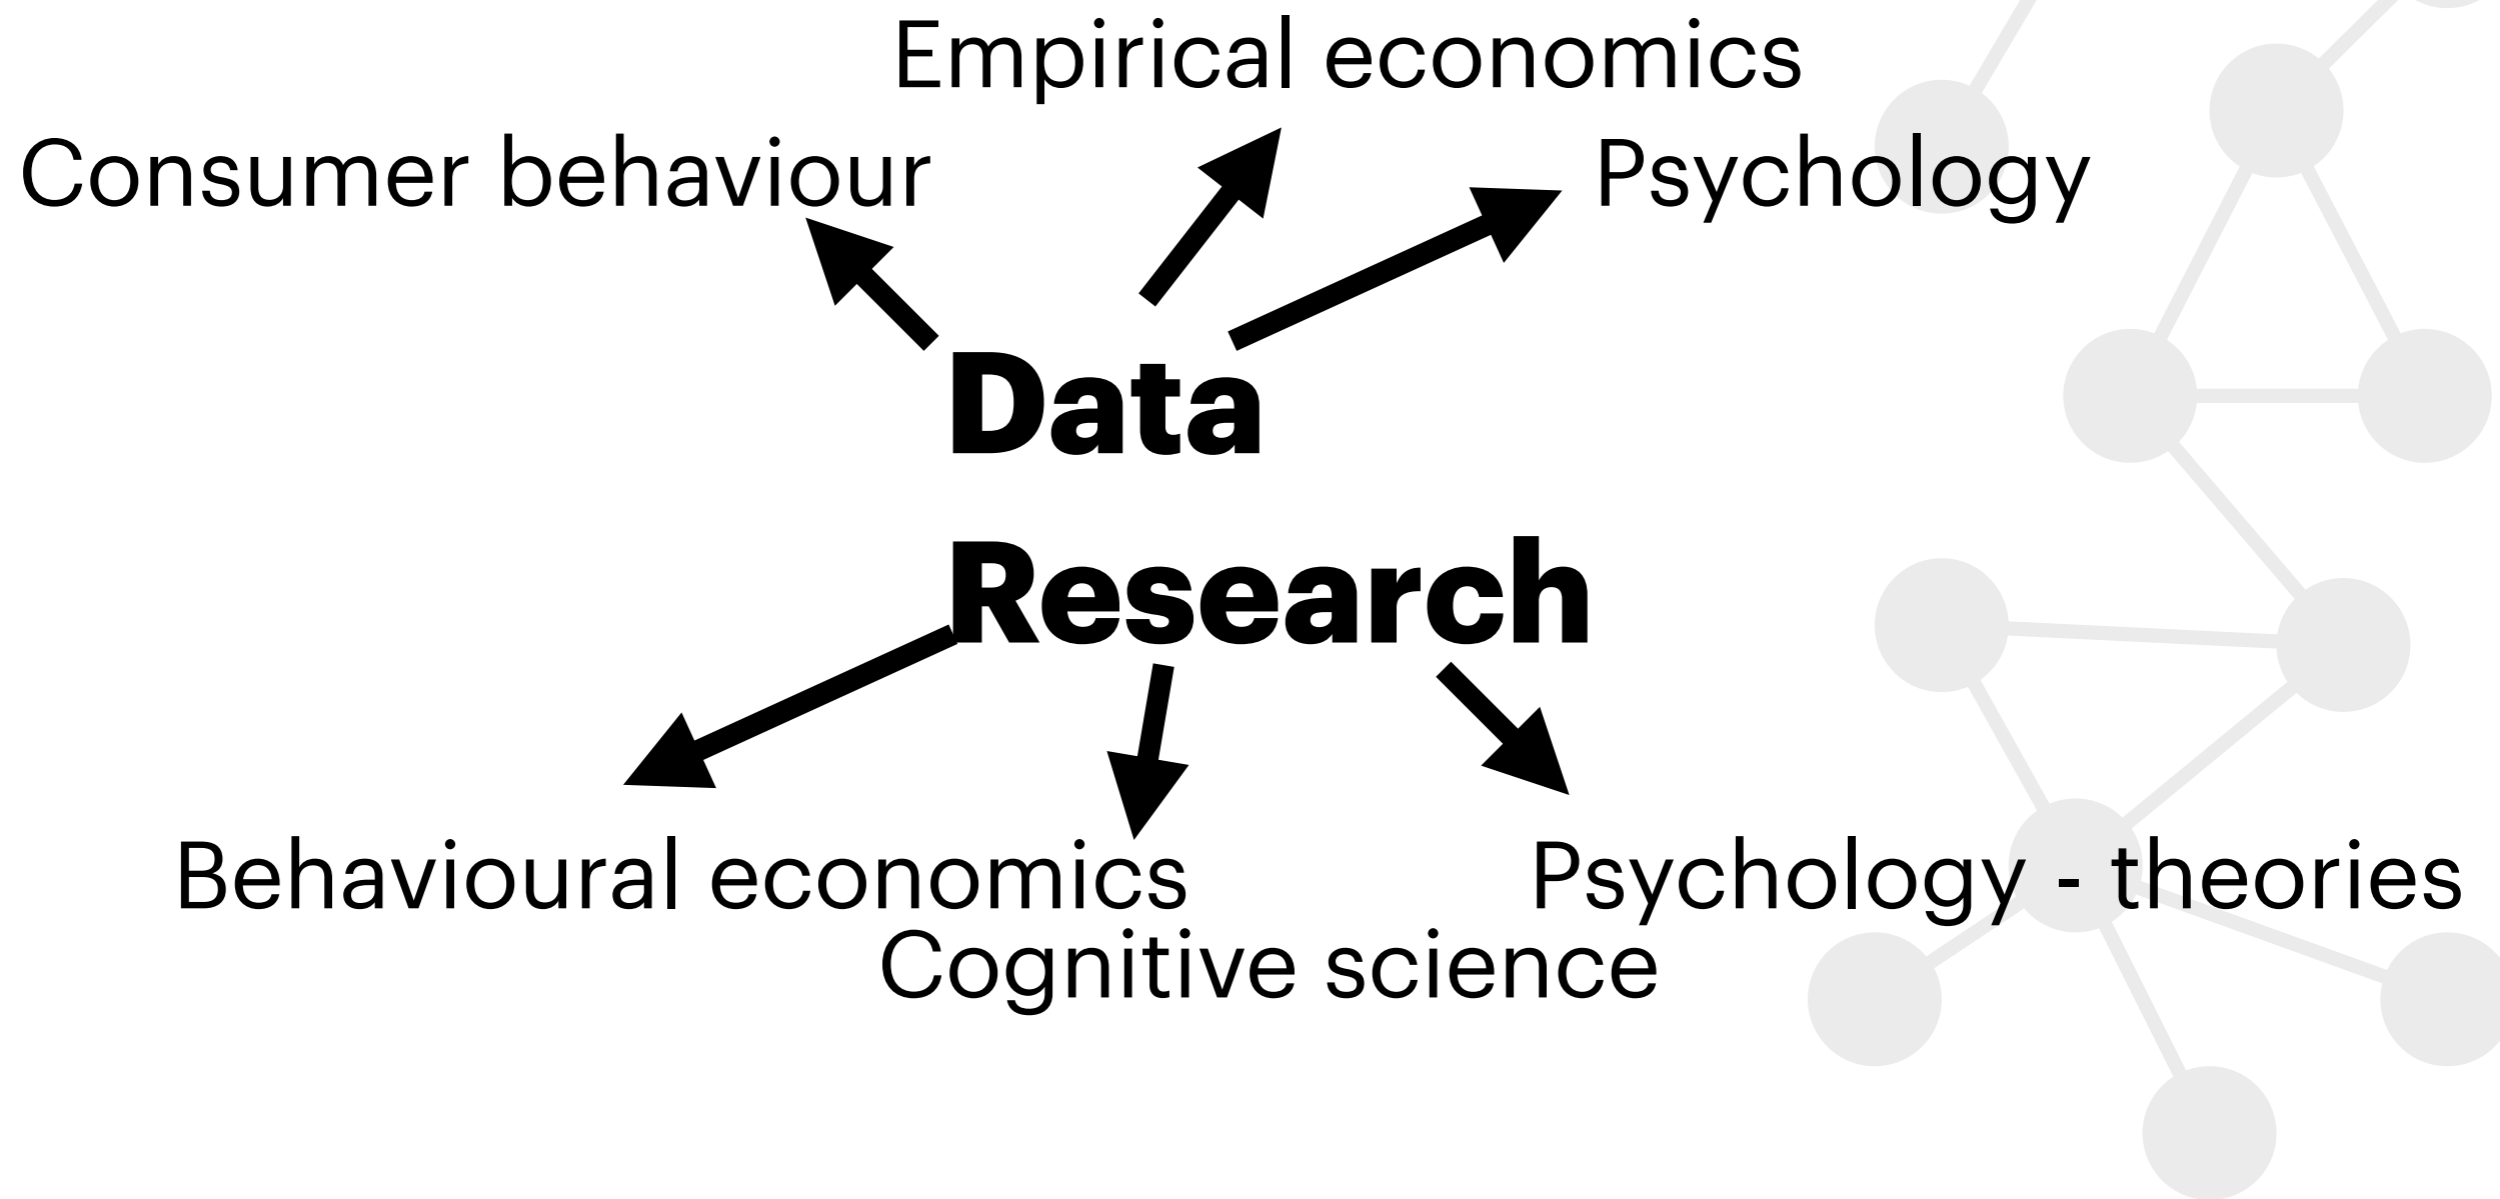 Empirical economics
Consumer behaviour
Psychology
Data
Research
Behavioural economics
Psychology - theories
Cognitive science